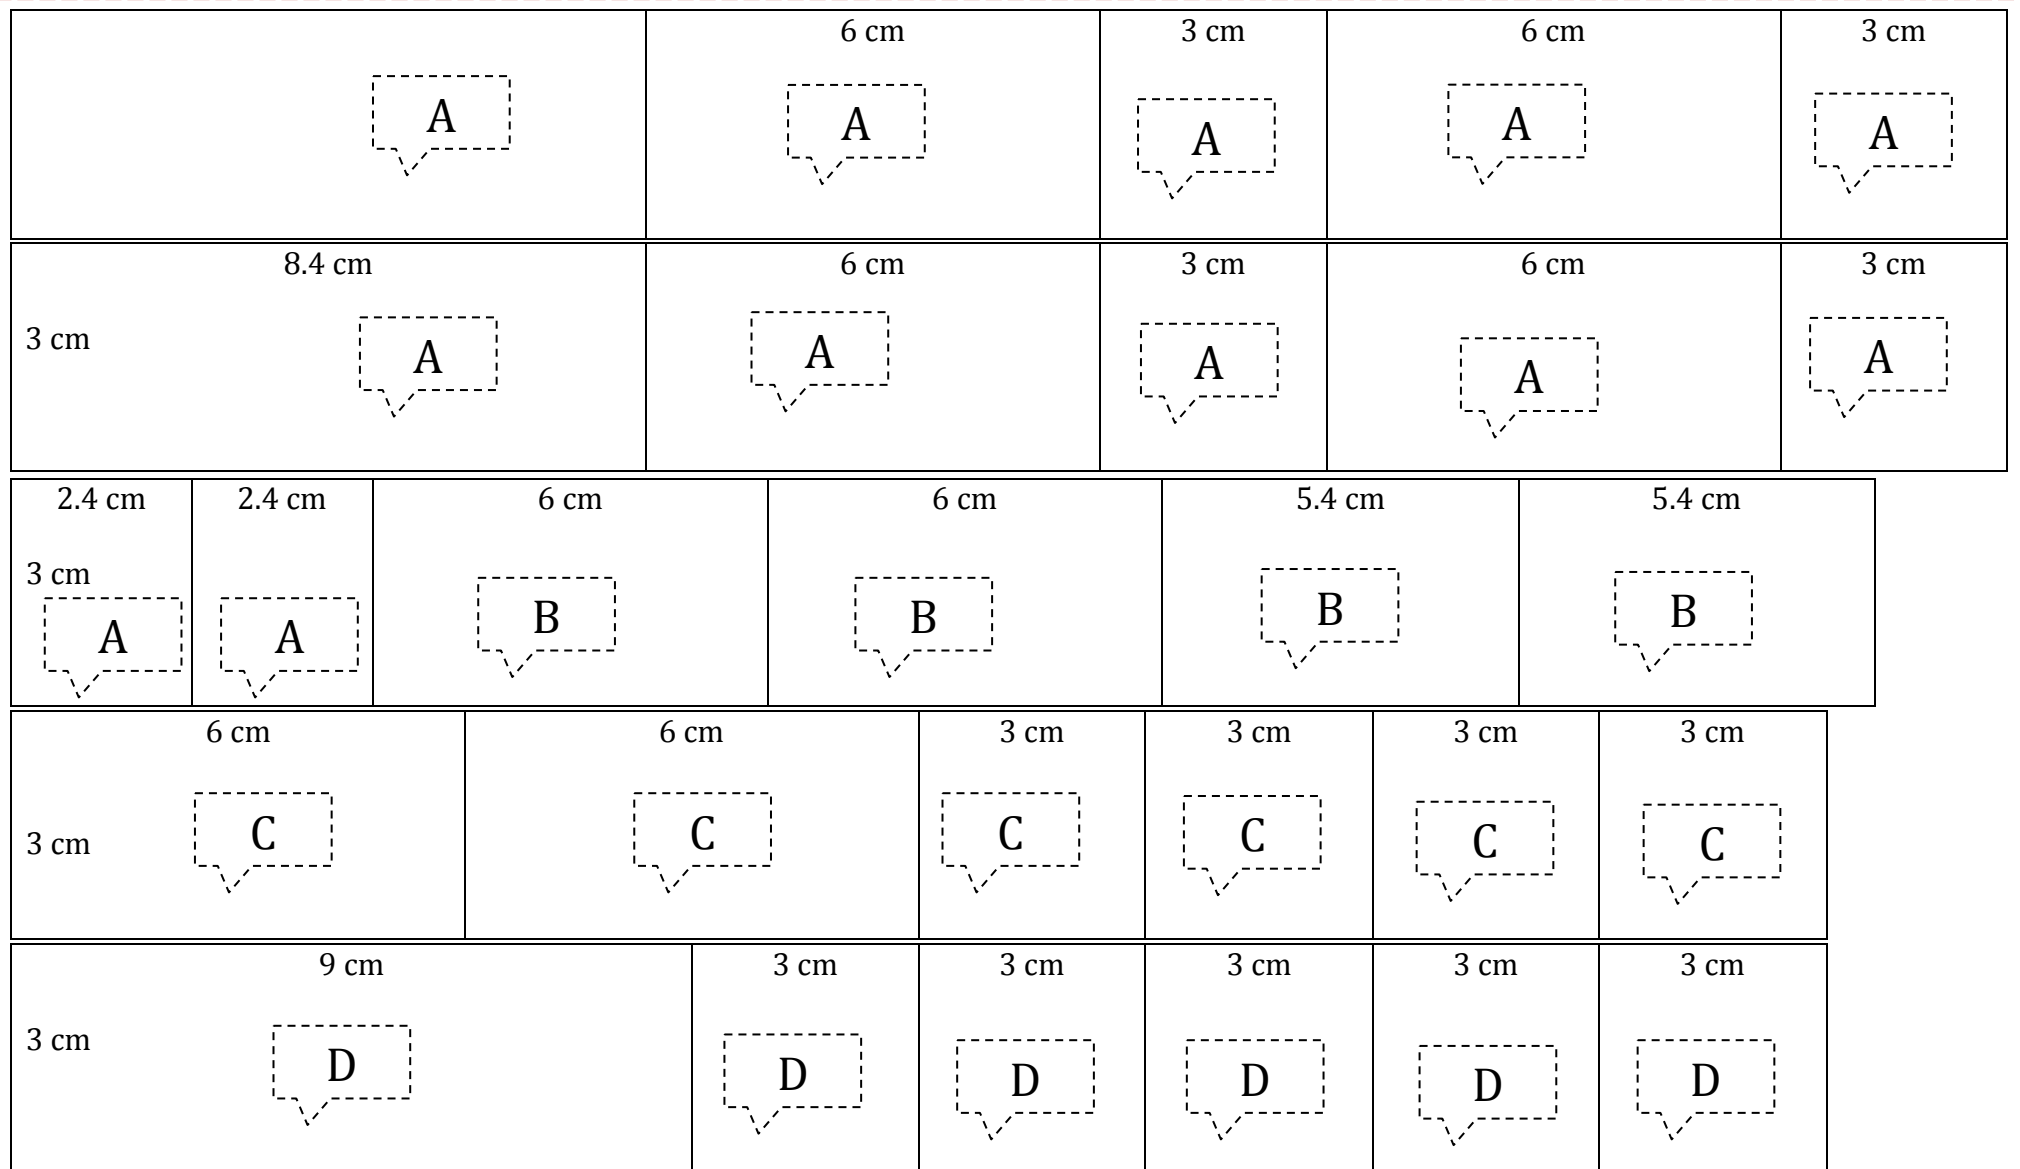 6 cm 3 cm 6 cm 3 cm
A A A A A
8.4 cm 6 cm 3 cm 6 cm 3 cm
3 cm
A A A A A
2.4 cm 2.4 cm 6 cm 6 cm 5.4 cm 5.4 cm
3 cm
A A B B B B
6 cm 6 cm 3 cm 3 cm 3 cm 3 cm
3 cm
C C C C C C
9 cm 3 cm 3 cm 3 cm 3 cm 3 cm
3 cm
D D D D D D